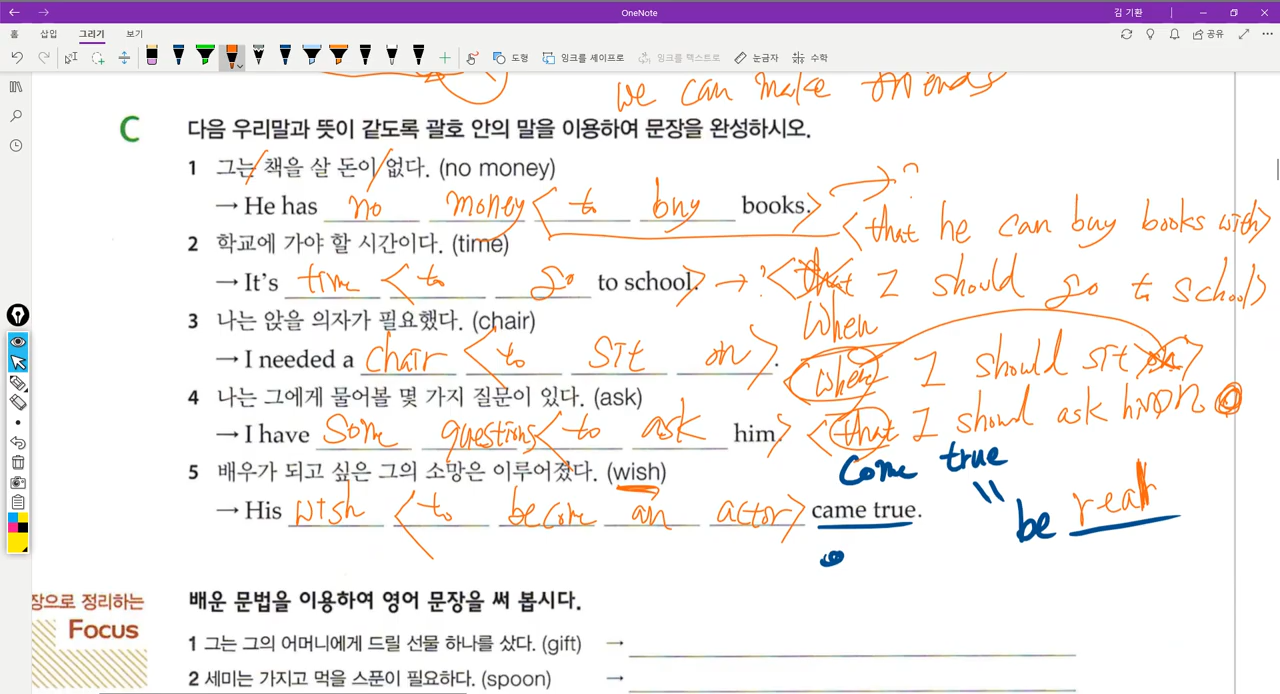 OneNote
김 기환
홈 삽입 그리기 보기
공유
도형 잉크를 셰이프로 잉크를 텍스트로 눈금자 수학
we can make friends
C 다음 우리말과 뜻이 같도록 괄호 안의 말을 이용하여 문장을 완성하시오.
1 그는/책을 살 돈이/없다. (no money)
→ He has no money < to buy books.> → ?
<that he can buy books with>
2 학교에 가야 할 시간이다. (time)
→ It's time < to go to school.> → ? <that I should go to school>
when
3 나는 앉을 의자가 필요했다. (chair)
→ I needed a chair < to sit on>. <when I should sit on>
4 나는 그에게 물어볼 몇 가지 질문이 있다. (ask)
→ I have some questions < to ask him.> <that I should ask him
come true
5 배우가 되고 싶은 그의 소망은 이루어졌다. (wish)
→ His wish < to become an actor> came true.
be real
장으로 정리하는
Focus
배운 문법을 이용하여 영어 문장을 써 봅시다.
1 그는 그의 어머니에게 드릴 선물 하나를 샀다. (gift) →
2 세미는 가지고 먹을 스푼이 필요하다. (spoon) →